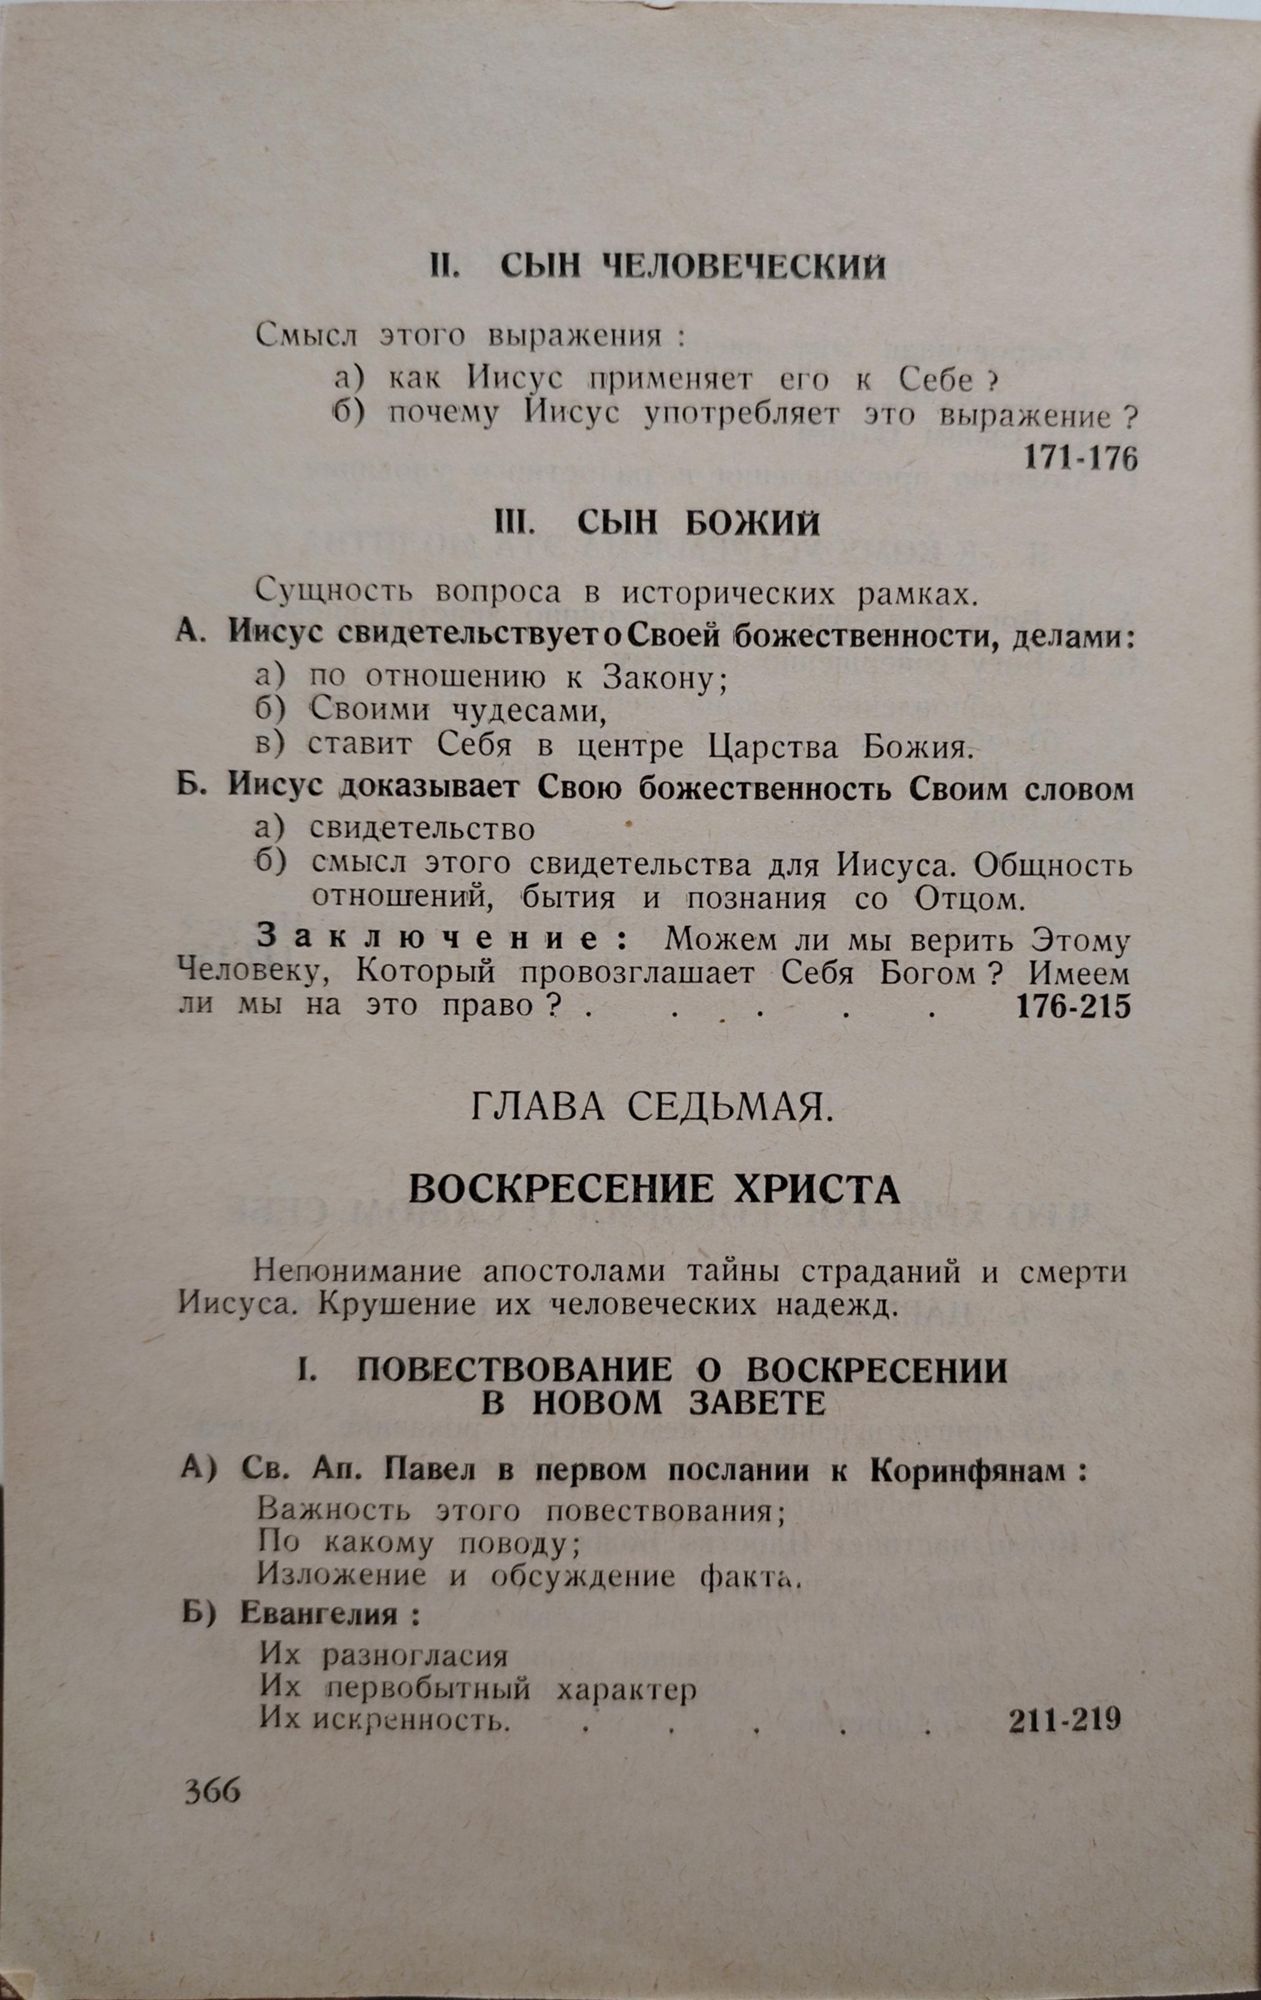 II. СЫН ЧЕЛОВЕЧЕСКИЙ
Смысл этого выражения :
а) как Иисус применяет его к Себе ?
б) почему Иисус употребляет это выражение ?
171-176
III. СЫН БОЖИЙ
Сущность вопроса в исторических рамках.
А. Иисус свидетельствует о Своей божественности, делами:
а) по отношению к Закону;
б) Своими чудесами,
в) ставит Себя в центре Царства Божия.
Б. Иисус доказывает Свою божественность Своим словом
а) свидетельство
б) смысл этого свидетельства для Иисуса. Общность
отношений, бытия и познания со Отцом.
Заключение: Можем ли мы верить Этому
Человеку, Который провозглашает Себя Богом ? Имеем
ли мы на это право ? . . . . . 176-215
ГЛАВА СЕДЬМАЯ.
ВОСКРЕСЕНИЕ ХРИСТА
Непонимание апостолами тайны страданий и смерти
Иисуса. Крушение их человеческих надежд.
I. ПОВЕСТВОВАНИЕ О ВОСКРЕСЕНИИ
В НОВОМ ЗАВЕТЕ
А) Св. Ап. Павел в первом послании к Коринфянам :
Важность этого повествования;
По какому поводу;
Изложение и обсуждение факта.
Б) Евангелия :
Их разногласия
Их первобытный характер
Их искренность. . . . . . 211-219
366